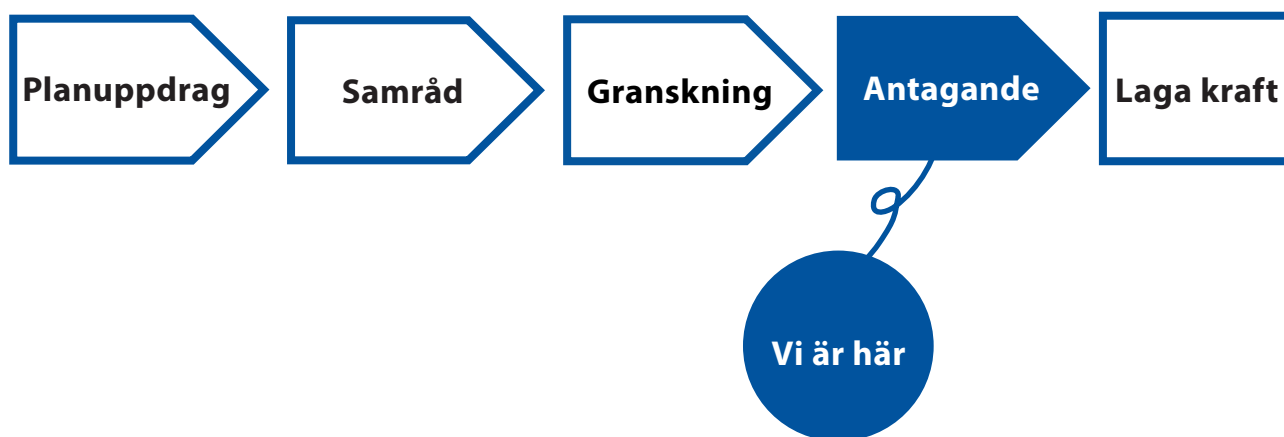 Planuppdrag
Samråd
Granskning
Antagande
Laga kraft
Vi är här